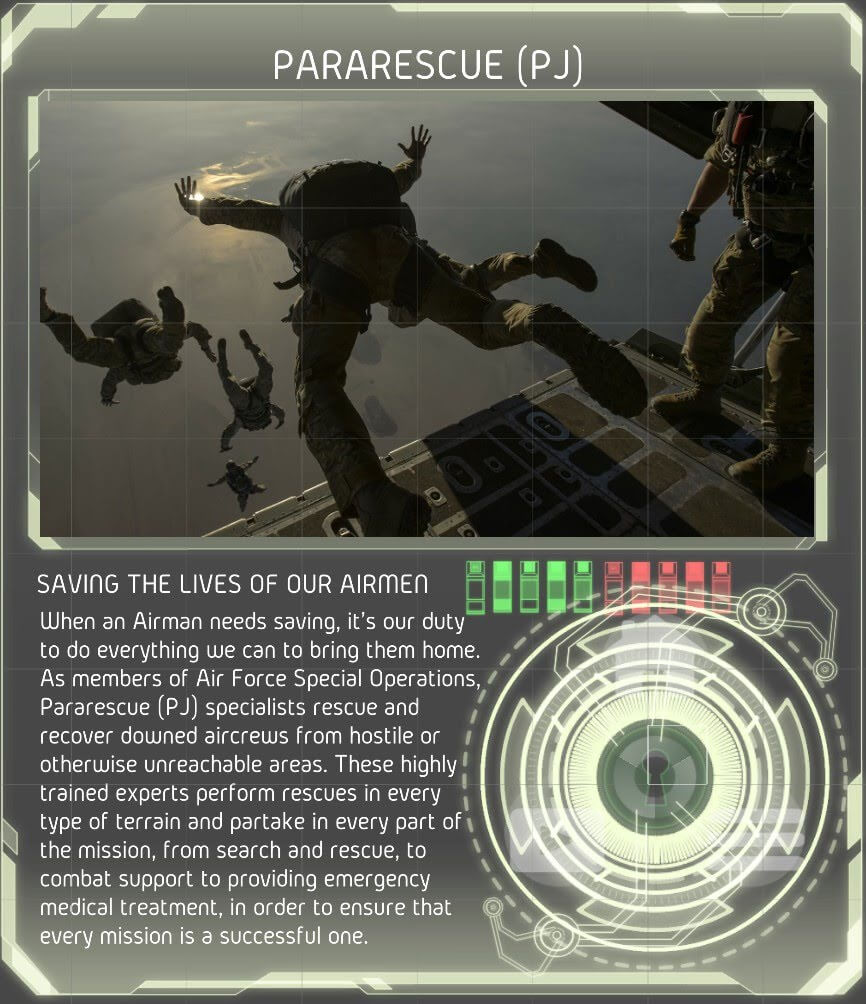 PARARESCUE (PJ)
SAVING THE LIVES OF OUR AIRMEN
When an Airman needs saving, it's our duty
to do everything we can to bring them home.
As members of Air Force Special Operations,
Pararescue (PJ) specialists rescue and
recover downed aircrews from hostile or
otherwise unreachable areas. These highly
trained experts perform rescues in every
type of terrain and partake in every part of
the mission, from search and rescue, to
combat support to providing emergency
medical treatment, in order to ensure that
every mission is a successful one.